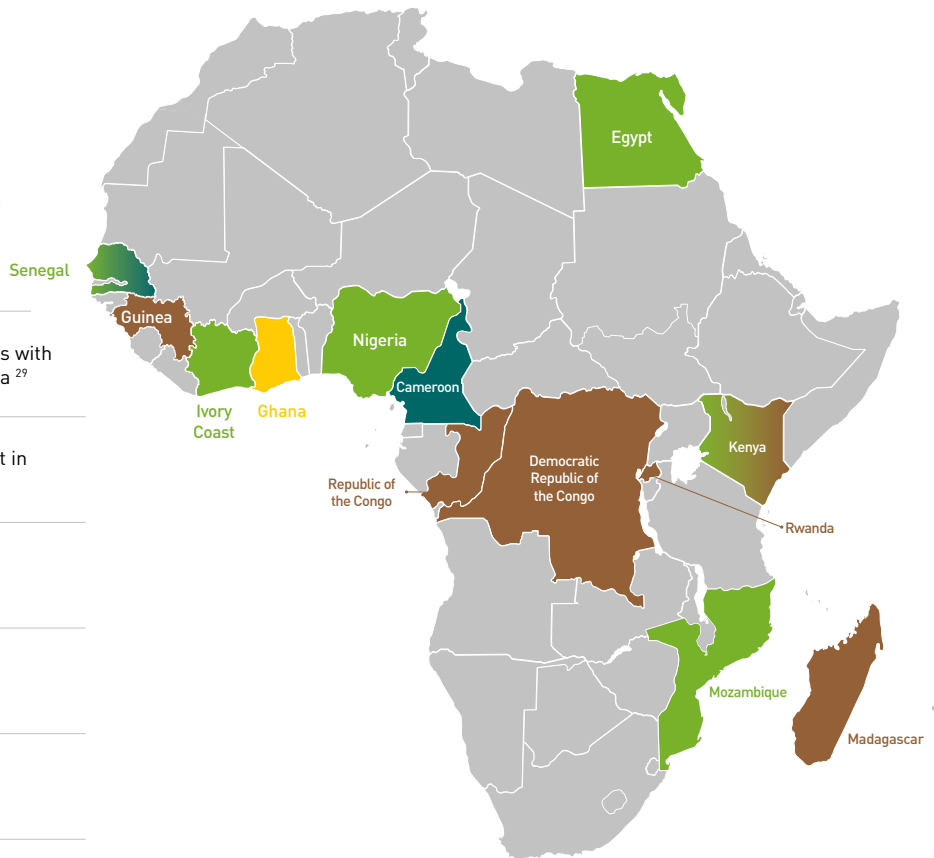 Egypt
Senegal
Guinea
s with
a 29
Nigeria
Cameroon
Ivory
Coast
Ghana
t in
Kenya
Democratic
Republic of
the Congo
Republic of
the Congo
Rwanda
Mozambique
Madagascar